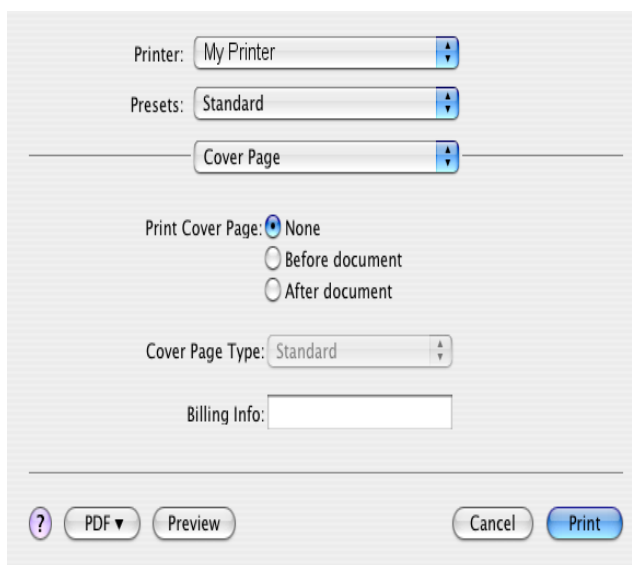 Printer: My Printer
Presets: Standard
Cover Page
Print Cover Page: None
Before document
After document
Cover Page Type: Standard
Billing Info:
? PDF ▼ Preview Cancel Print